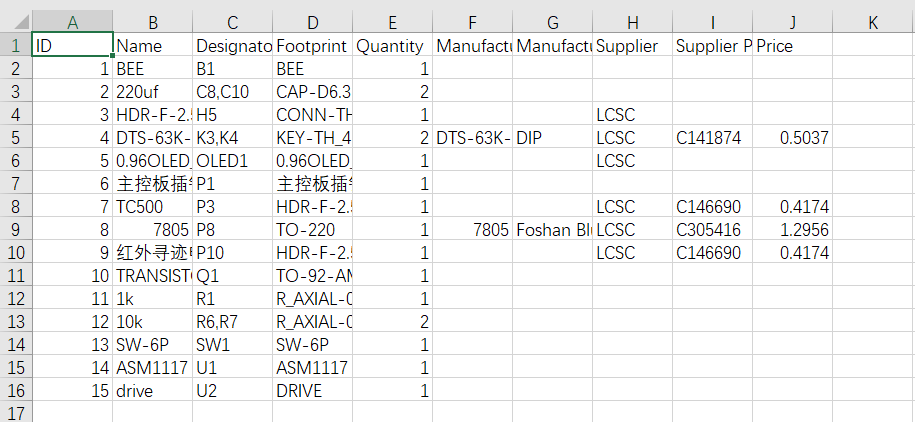 A B C D E F G H I J K
1 ID Name Designato Footprint Quantity Manufactu Manufactu Supplier Supplier P Price
2 1 BEE B1 BEE 1
3 2 220uf C8,C10 CAP-D6.3 2
4 3 HDR-F-2. H5 CONN-TH 1 LCSC
5 4 DTS-63K- K3,K4 KEY-TH_4 2 DTS-63K- DIP LCSC C141874 0.5037
6 5 0.96OLED_ OLED1 0.96OLED_ 1 LCSC
7 6 主控板插 P1 主控板插 1
8 7 TC500 P3 HDR-F-2. 1 LCSC C146690 0.4174
9 8 7805 P8 TO-220 1 7805 Foshan Bl LCSC C305416 1.2956
10 9 红外寻迹 P10 HDR-F-2. 1 LCSC C146690 0.4174
11 10 TRANSIST Q1 TO-92-A 1
12 11 1k R1 R_AXIAL-0 1
13 12 10k R6,R7 R_AXIAL-0 2
14 13 SW-6P SW1 SW-6P 1
15 14 ASM1117 U1 ASM1117 1
16 15 drive U2 DRIVE 1
17